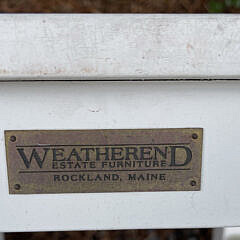 WEATHEREND
ESTATE FURNITURE
ROCKLAND, MAINE